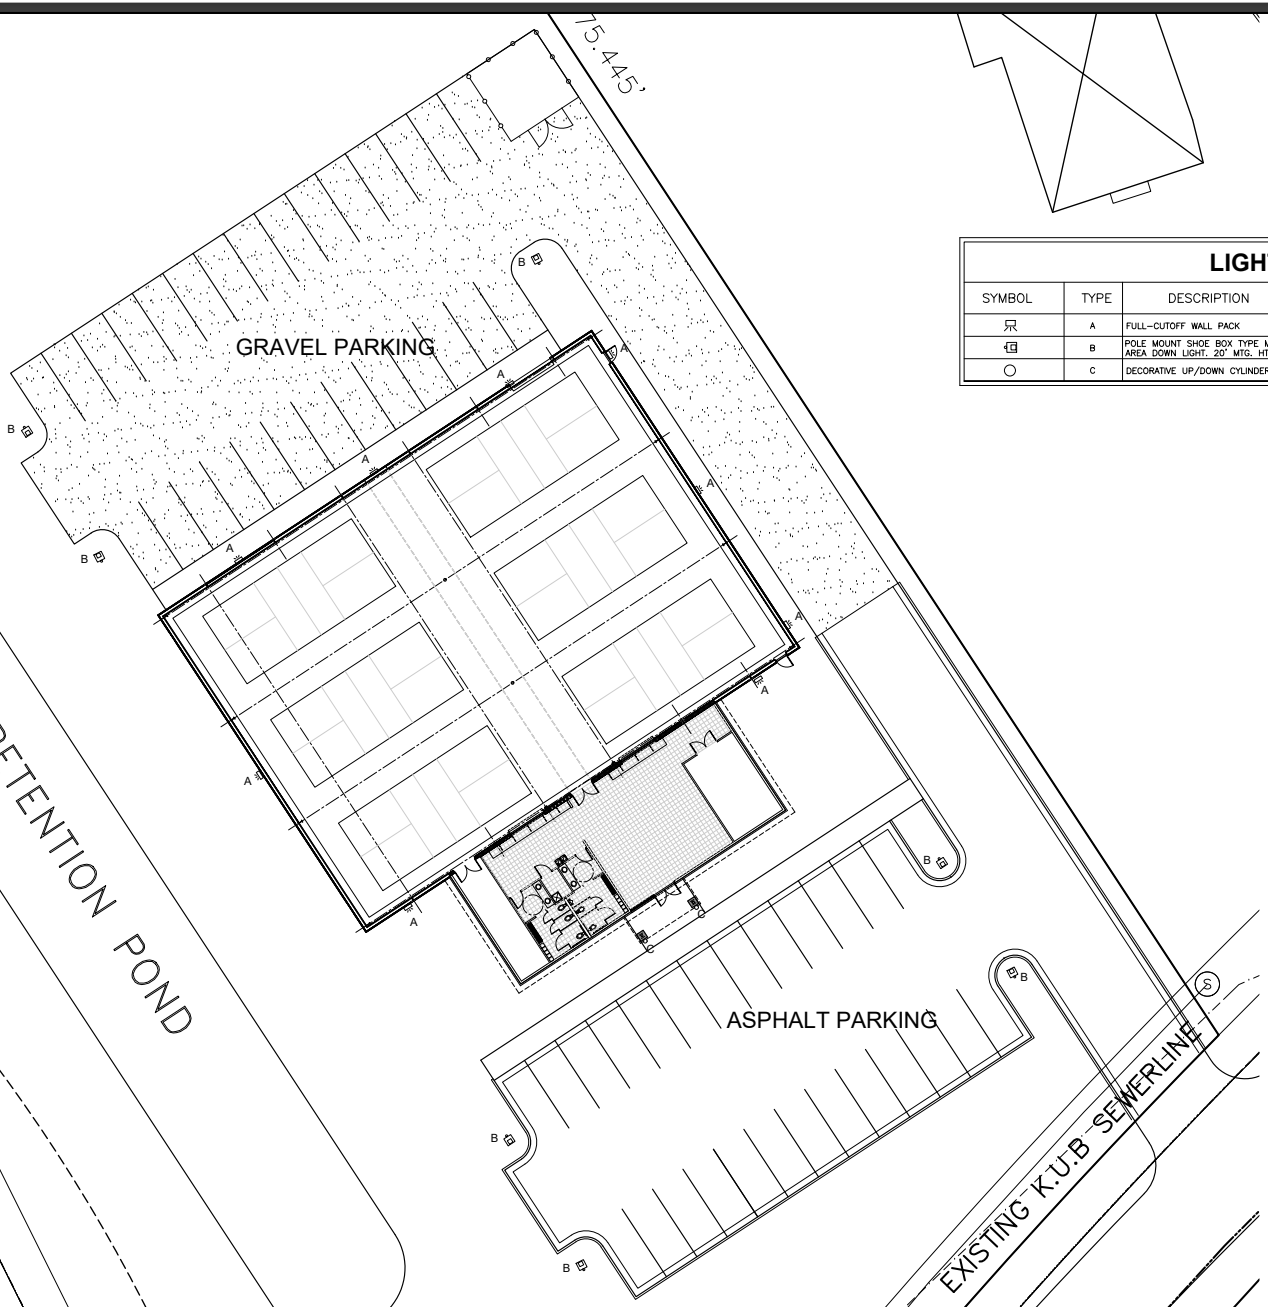 75.445'
LIGH
SYMBOL TYPE DESCRIPTION
A FULL-CUTOFF WALL PACK
B POLE MOUNT SHOE BOX TYPE M
AREA DOWN LIGHT. 20' MTG. HT
C DECORATIVE UP/DOWN CYLINDER
B
GRAVEL PARKING
A
A
B
A
A
A
B
A
A
A
A
B
C
C
B
S
ASPHALT PARKING
B
B
TENTION POND
EXISTING K.U.B SEWERLINE